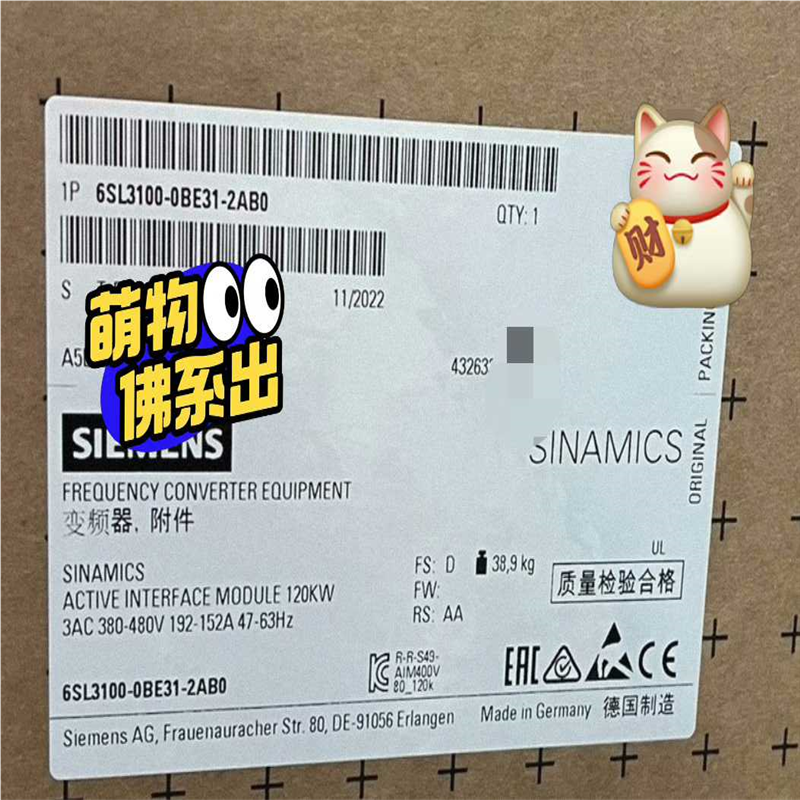 1P 6SL3100-0BE31-2AB0
QTY: 1
财
S
11/2022
萌物
佛系出
A5
43263
PACKIN
ORIGINAL
SIEMENS
SINAMICS
FREQUENCY CONVERTER EQUIPMENT
变频器, 附件
SINAMICS
ACTIVE INTERFACE MODULE 120KW
3AC 380-480V 192-152A 47-63Hz
FS: D
38,9 kg
FW:
RS: AA
UL
质量检验合格
6SL3100-0BE31-2AB0
R-R-S49-
AIM400V
80_120k
EAC
CE
Siemens AG, Frauenauracher Str. 80, DE-91056 Erlangen
Made in Germany 德国制造